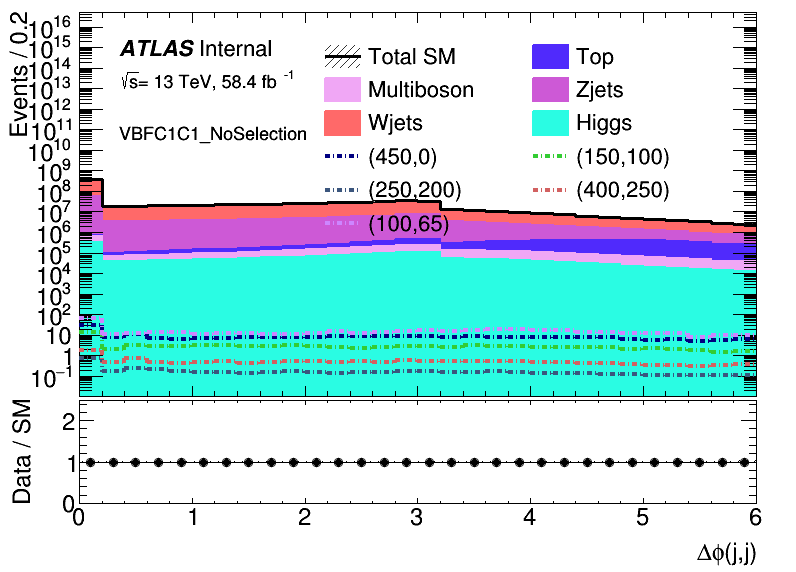 Events / 0.2
10^16
10^15
10^14
10^13
10^12
10^11
10^10
10^9
10^8
10^7
10^6
10^5
10^4
10^3
10^2
10
1
10^−1
ATLAS Internal
√s= 13 TeV, 58.4 fb^-1
VBFC1C1_NoSelection
Total SM
Top
Multiboson
Zjets
Wjets
Higgs
(450,0)
(150,100)
(250,200)
(400,250)
(100,65)
Data / SM
2
1
0
0 1 2 3 4 5 6
Δϕ(j,j)